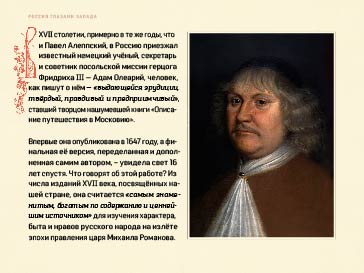 РОССИЯ ГЛАЗАМИ ЗАПАДА
В XVII столетии, примерно в те же годы, что
и Павел Алеппский, в Россию приезжал
известный немецкий учёный, секретарь
и советник посольской миссии герцога
Фридриха III – Адам Олеарий, человек,
как пишут о нём – «выдающейся эрудиции,
твёрдый, правдивый и предприимчивый»,
ставший творцом нашумевшей книги «Описа-
ние путешествия в Московию».
Впервые она опубликована в 1647 году, а фи-
нальная её версия, переделанная и допол-
ненная самим автором, – увидела свет 16
лет спустя. Что говорят об этой работе? Из
числа изданий XVII века, посвящённых на-
шей стране, она считается «самым знаме-
нитым, богатым по содержанию и ценней-
шим источником» для изучения характера,
быта и нравов русского народа на излёте
эпохи правления царя Михаила Романова.